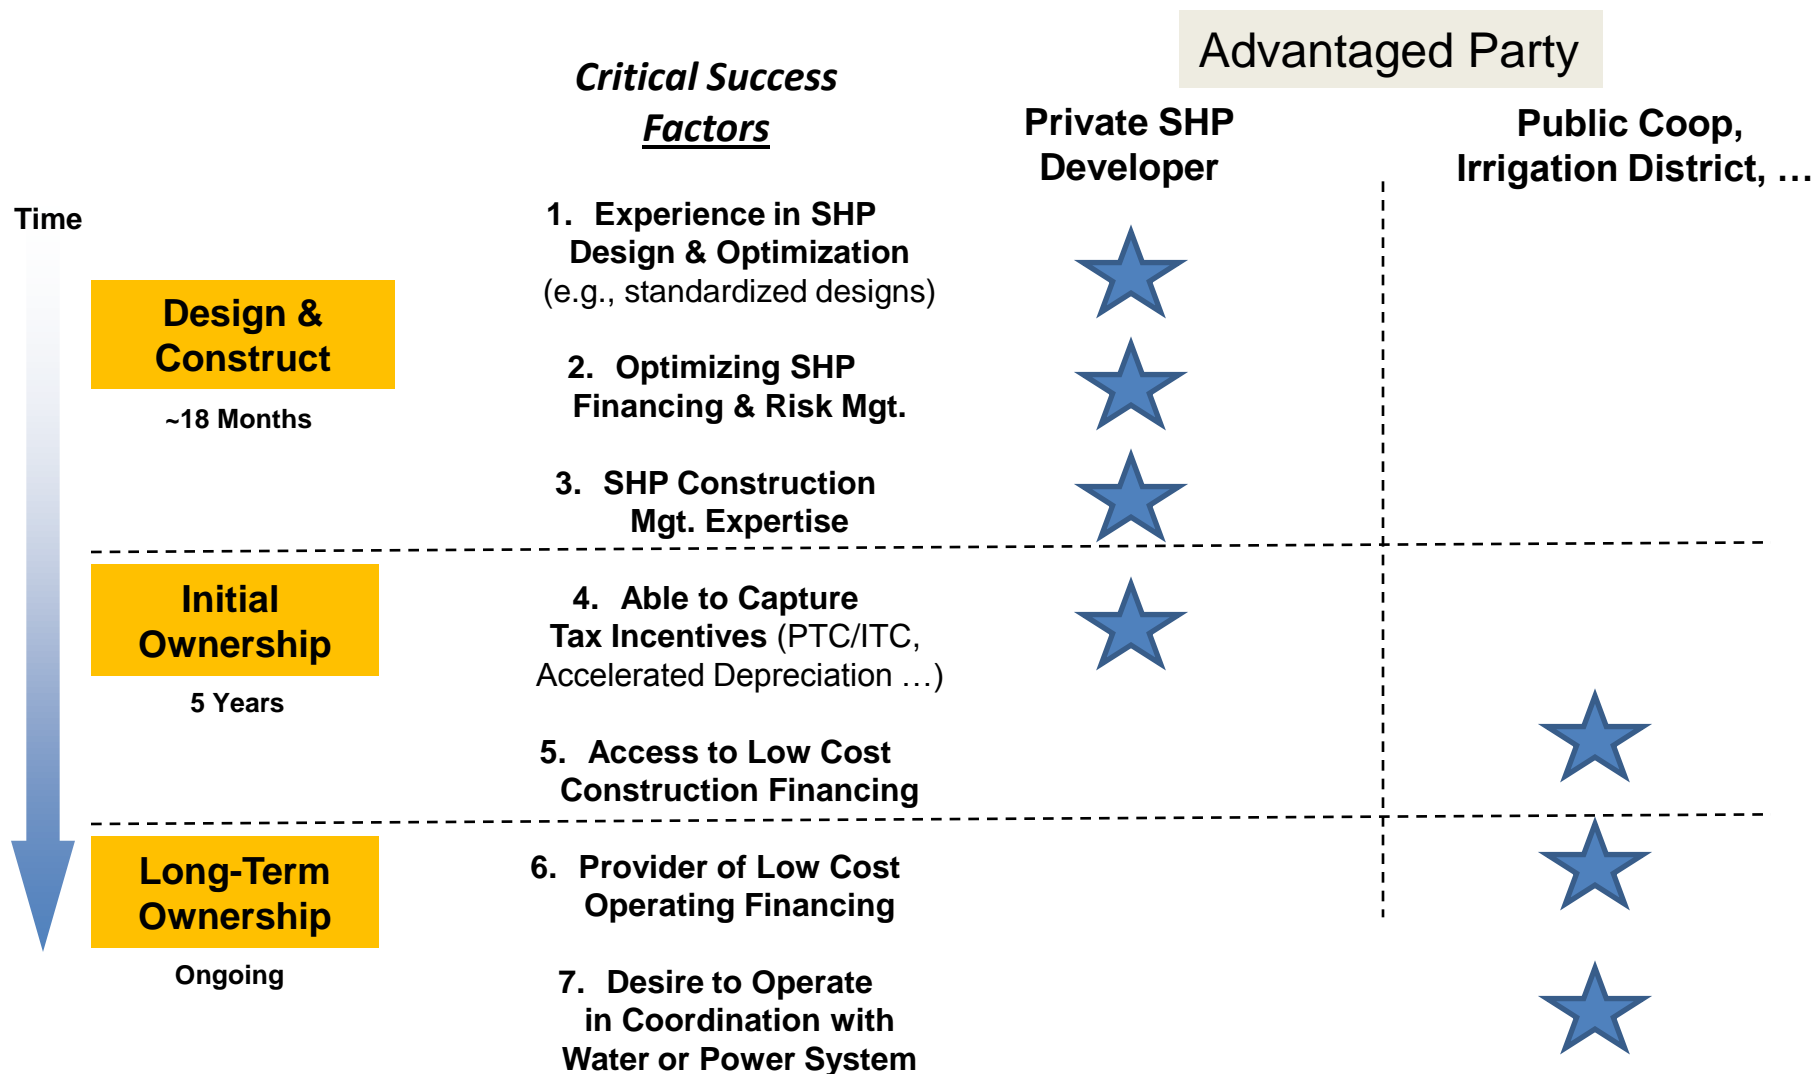 Advantaged Party
Critical Success
Factors
Private SHP
Developer
Public Coop,
Irrigation District, …
Time
1. Experience in SHP
Design & Optimization
(e.g., standardized designs)
Design &
Construct
~18 Months
2. Optimizing SHP
Financing & Risk Mgt.
3. SHP Construction
Mgt. Expertise
Initial
Ownership
5 Years
4. Able to Capture
Tax Incentives (PTC/ITC,
Accelerated Depreciation …)
5. Access to Low Cost
Construction Financing
Long-Term
Ownership
Ongoing
6. Provider of Low Cost
Operating Financing
7. Desire to Operate
in Coordination with
Water or Power System